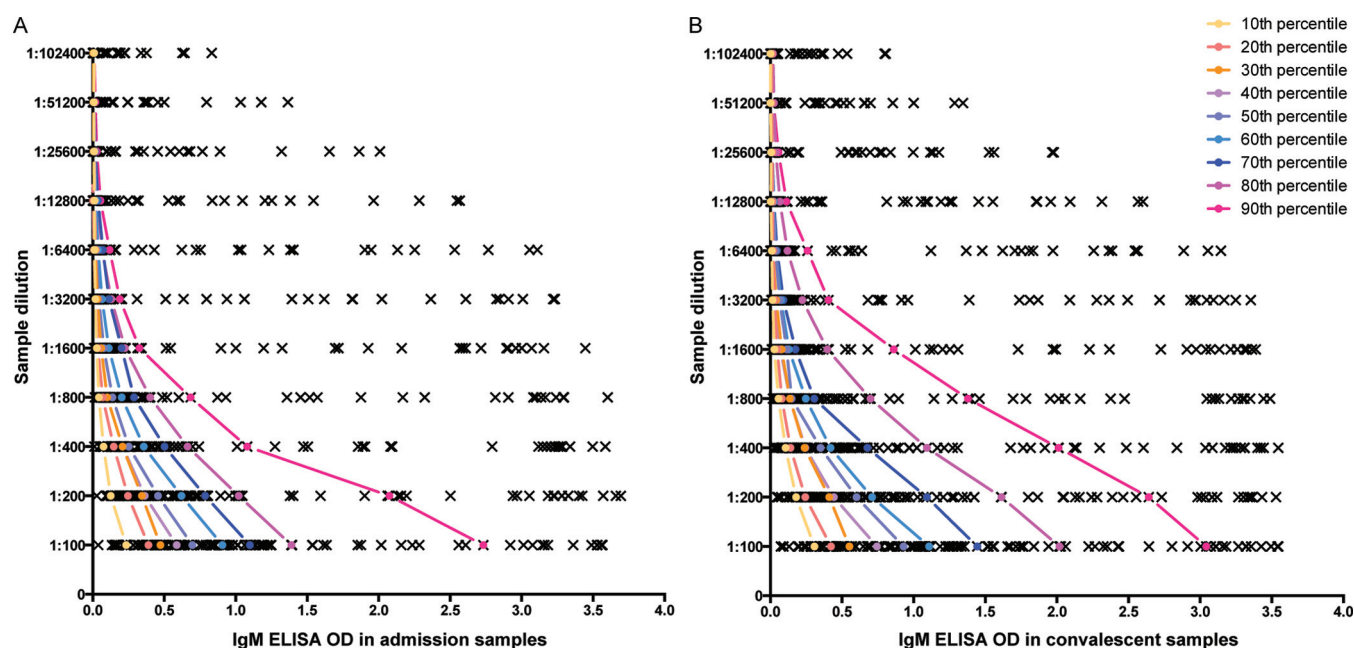 A
1:102400
1:51200
1:25600
1:12800
1:6400
1:3200
1:1600
1:800
1:400
1:200
1:100
0
Sample dilution
0.0 0.5 1.0 1.5 2.0 2.5 3.0 3.5 4.0
IgM ELISA OD in admission samples
B
1:102400
1:51200
1:25600
1:12800
1:6400
1:3200
1:1600
1:800
1:400
1:200
1:100
0
Sample dilution
0.0 0.5 1.0 1.5 2.0 2.5 3.0 3.5 4.0
IgM ELISA OD in convalescent samples
10th percentile
20th percentile
30th percentile
40th percentile
50th percentile
60th percentile
70th percentile
80th percentile
90th percentile